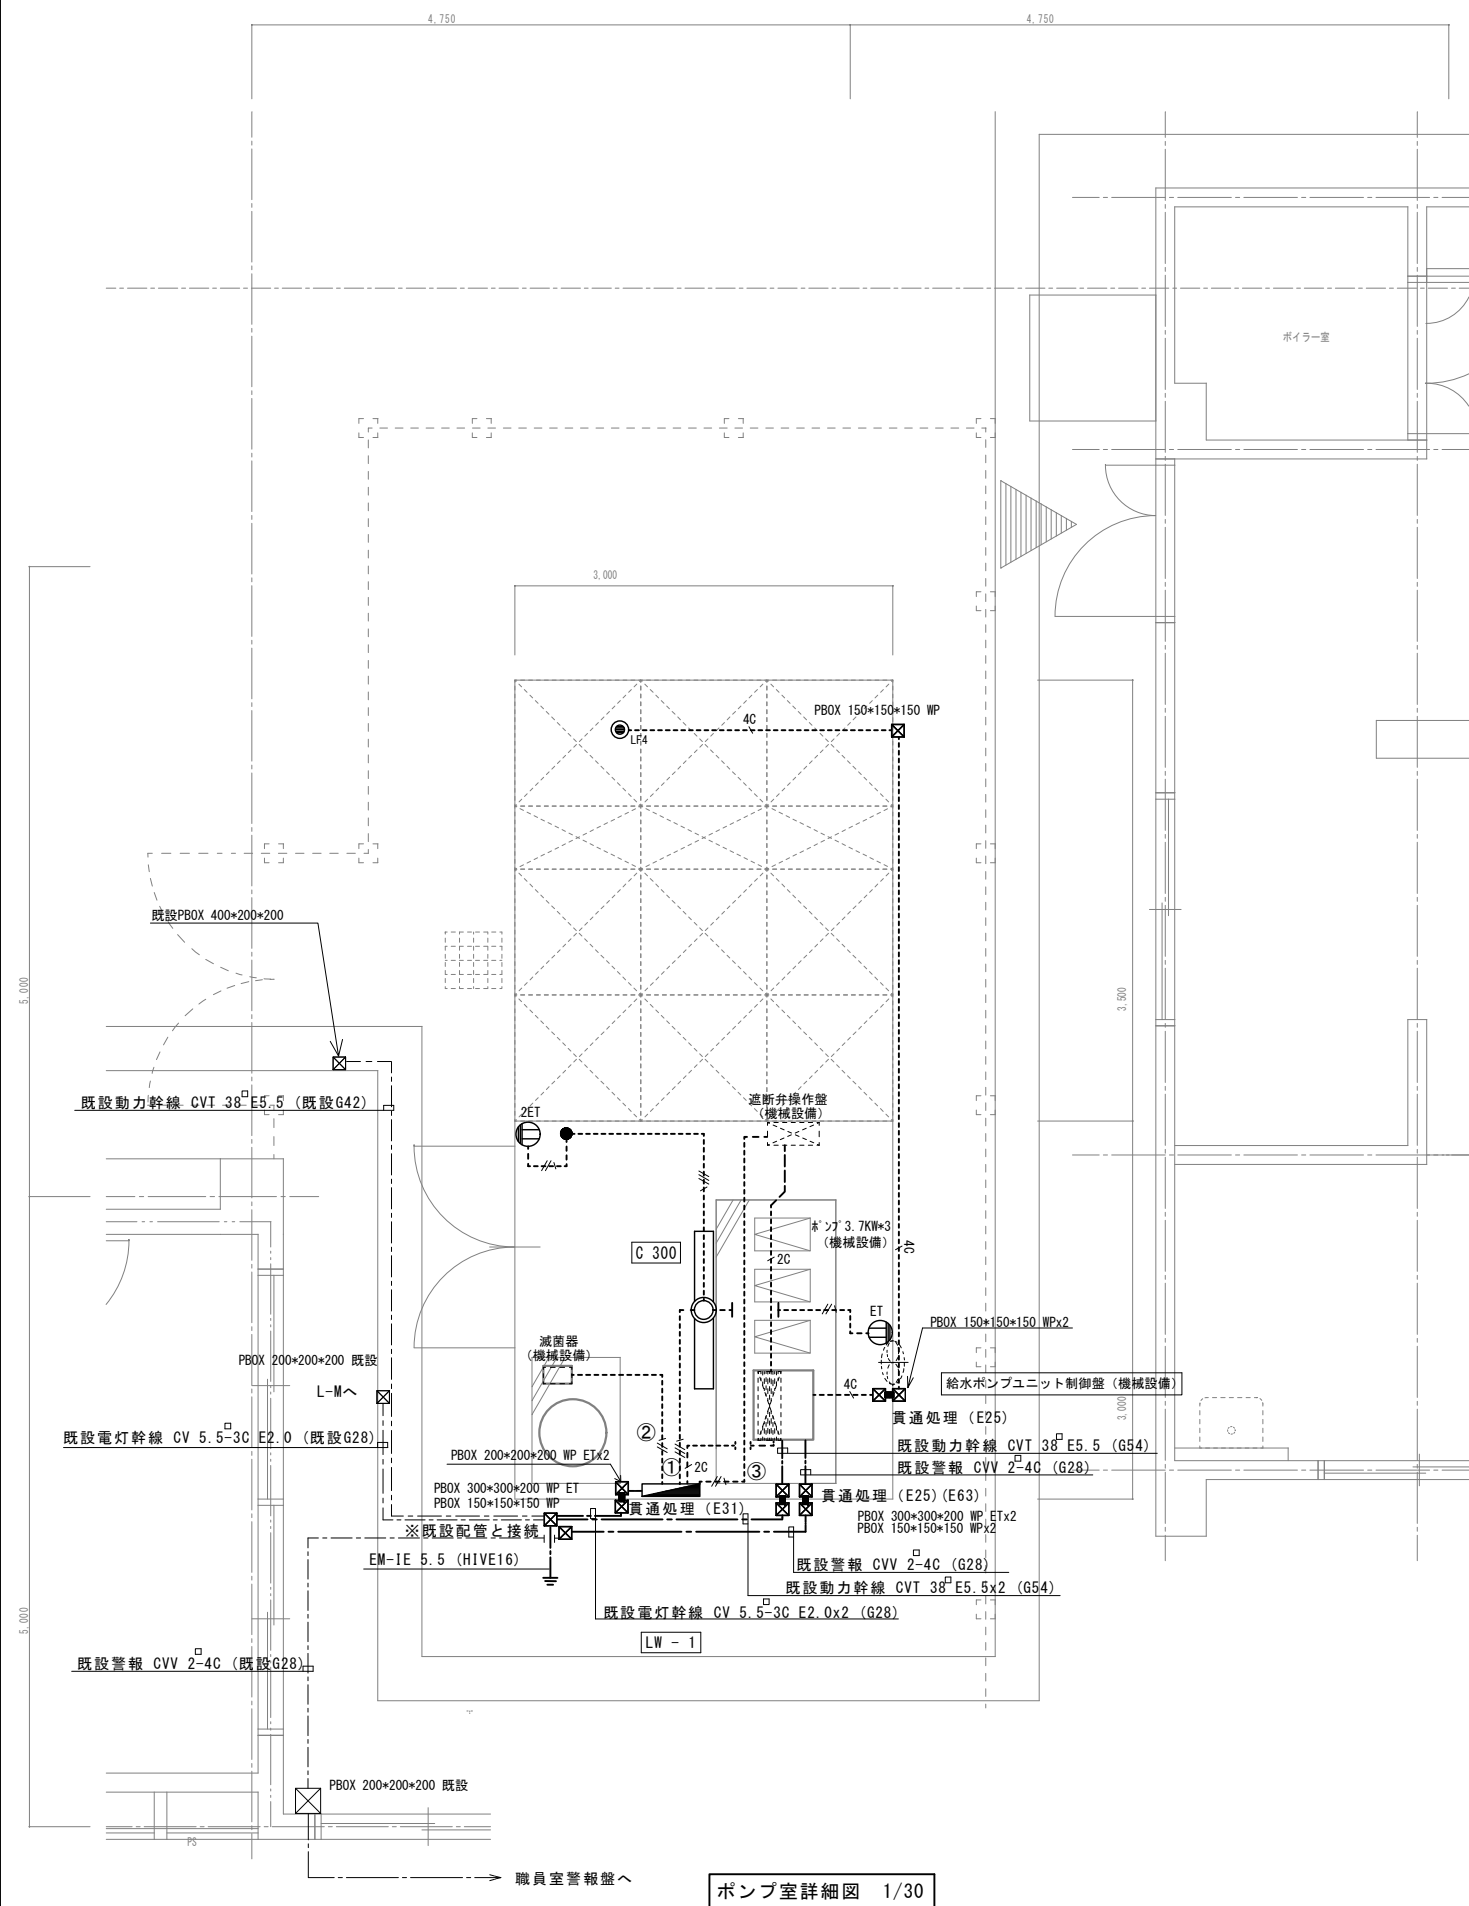 4,750
4,750
ボイラー室
3,000
PBOX 150*150*150 WP
4C
LF4
既設PBOX 400*200*200
5,000
3,500
既設動力幹線 CVT 38□ E5.5 (既設G42)
遮断弁操作盤
(機械設備)
2ET
ﾎﾟﾝﾌﾟ3.7KW*3
(機械設備)
C 300
2C
4C
ET
PBOX 150*150*150 WPx2
滅菌器
(機械設備)
PBOX 200*200*200 既設
L-Mへ
4C
給水ポンプユニット制御盤(機械設備)
3,000
貫通処理 (E25)
既設電灯幹線 CV 5.5□-3C E2.0 (既設G28)
②
既設動力幹線 CVT 38□ E5.5 (G54)
PBOX 200*200*200 WP ETx2
① 2C
③
既設警報 CVV 2□-4C (G28)
PBOX 300*300*200 WP ET
PBOX 150*150*150 WP
貫通処理 (E31)
貫通処理 (E25)(E63)
PBOX 300*300*200 WP ETx2
PBOX 150*150*150 WPx2
※既設配管と接続
EM-IE 5.5 (HIVE16)
既設警報 CVV 2□-4C (G28)
既設動力幹線 CVT 38□ E5.5x2 (G54)
既設電灯幹線 CV 5.5□-3C E2.0x2 (G28)
5,000
LW - 1
既設警報 CVV 2□-4C (既設G28)
PBOX 200*200*200 既設
PS
職員室警報盤へ
ポンプ室詳細図 1/30